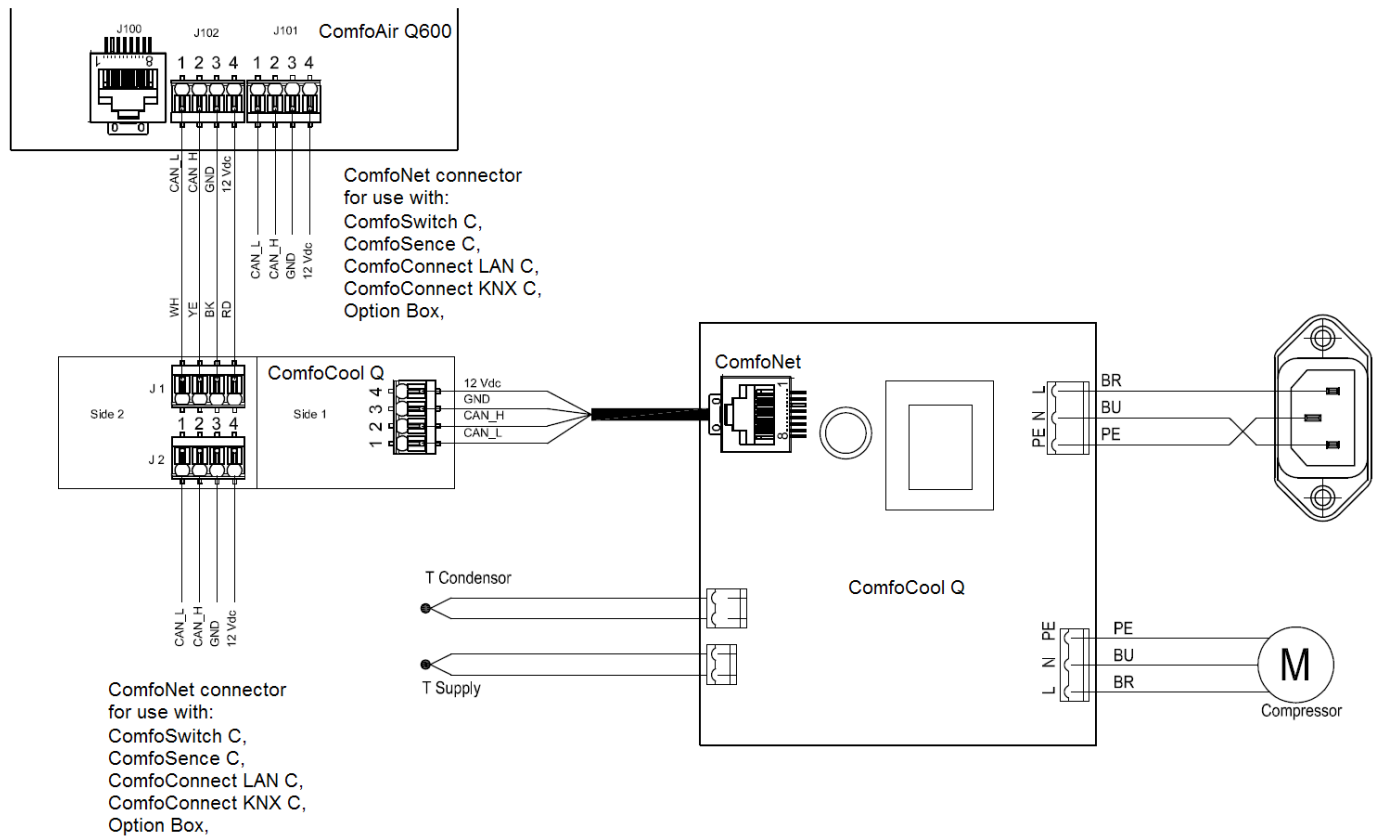 J100
J102
J101
ComfoAir Q600
1
8
1 2 3 4
1 2 3 4
CAN_L
CAN_H
GND
12 Vdc
CAN_L
CAN_H
GND
12 Vdc
ComfoNet connector
for use with:
ComfoSwitch C,
ComfoSence C,
ComfoConnect LAN C,
ComfoConnect KNX C,
Option Box,
WH
YE
BK
RD
J 1
Side 2
1 2 3 4
J 2
ComfoCool Q
Side 1
4
3
2
1
12 Vdc
GND
CAN_H
CAN_L
CAN_L
CAN_H
GND
12 Vdc
ComfoNet connector
for use with:
ComfoSwitch C,
ComfoSence C,
ComfoConnect LAN C,
ComfoConnect KNX C,
Option Box,
ComfoNet
1
8
L
N
PE
BR
BU
PE
T Condensor
T Supply
ComfoCool Q
PE
N
L
PE
BU
BR
M
Compressor